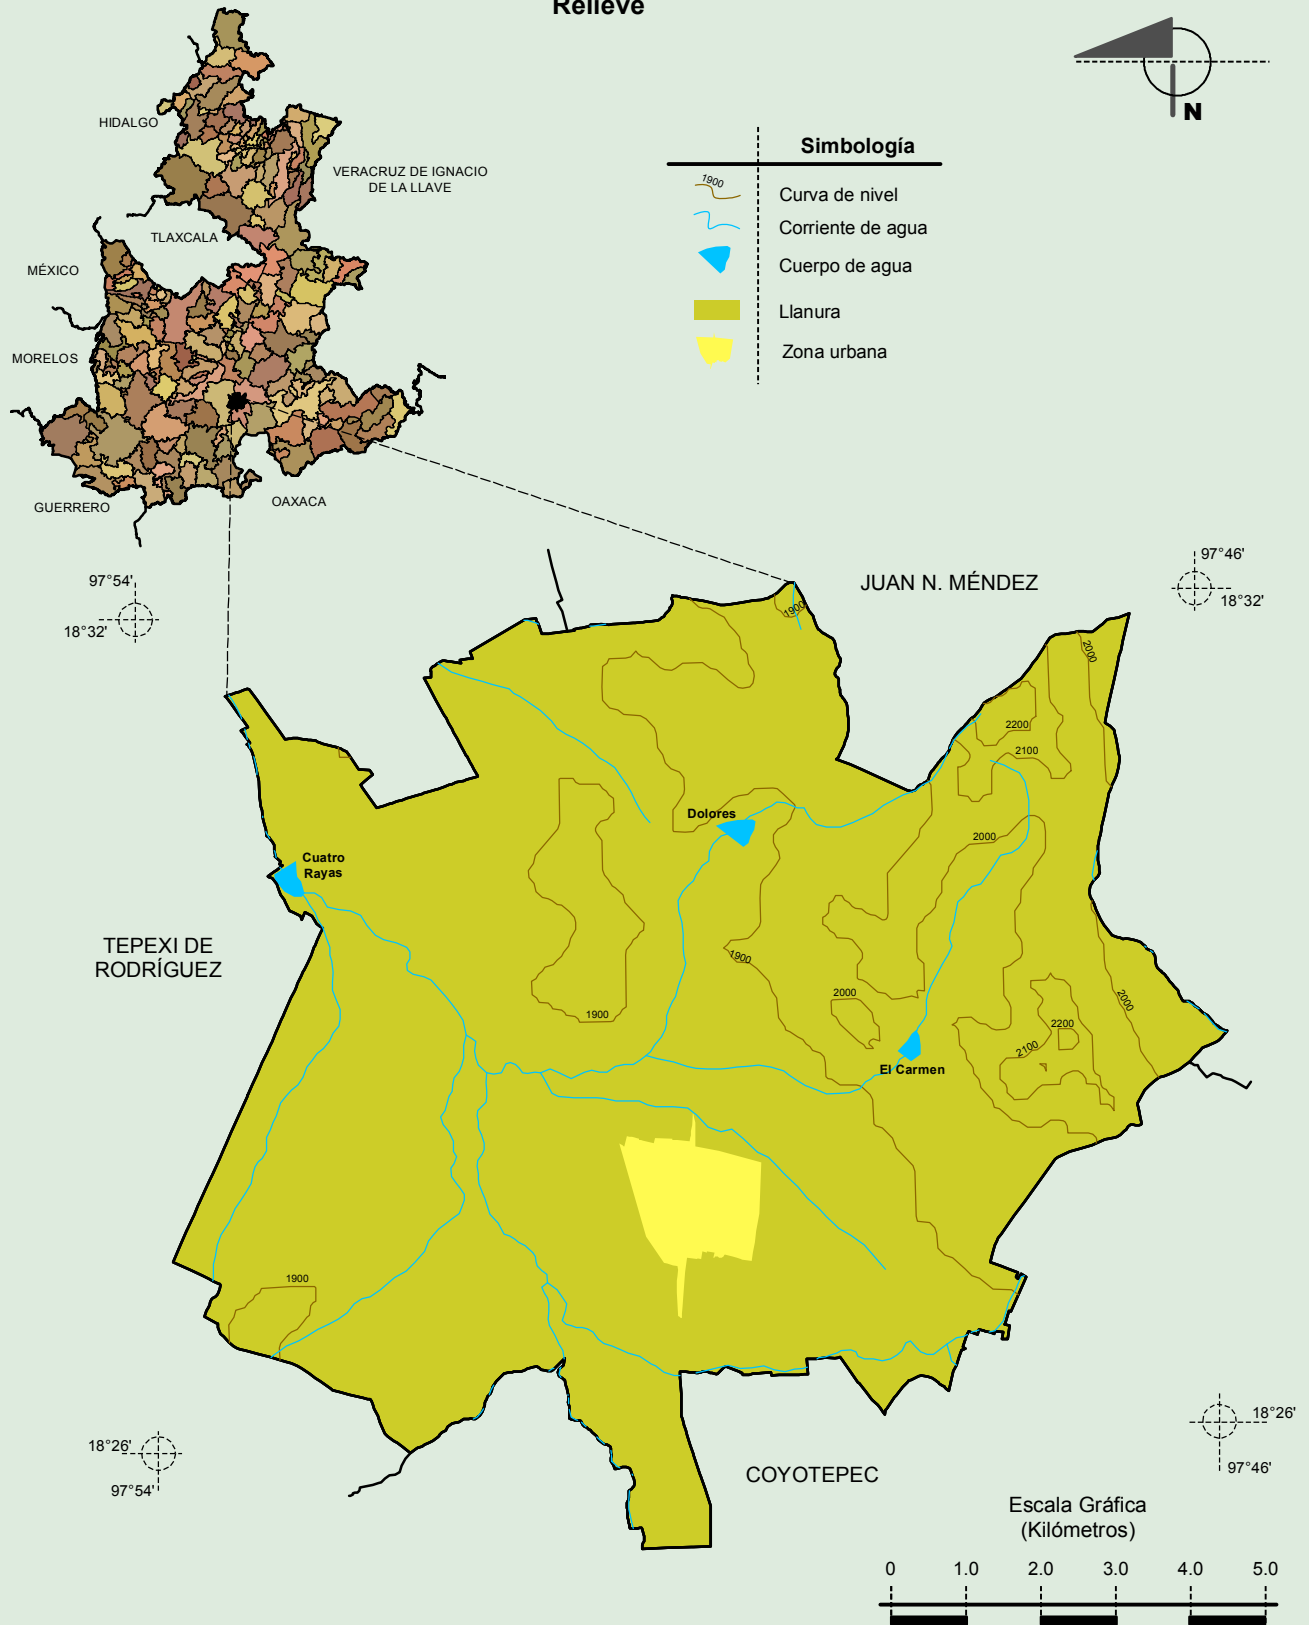 Relieve
N
HIDALGO
VERACRUZ DE IGNACIO
DE LA LLAVE
TLAXCALA
MÉXICO
MORELOS
GUERRERO
OAXACA
Simbología
1900
Curva de nivel
Corriente de agua
Cuerpo de agua
Llanura
Zona urbana
97°54'
18°32'
97°46'
18°32'
JUAN N. MÉNDEZ
1900
2000
2200
2100
Dolores
2000
Cuatro
Rayas
TEPEXI DE
RODRÍGUEZ
1900
2000
2000
1900
2200
2100
El Carmen
1900
18°26'
97°54'
18°26'
97°46'
COYOTEPEC
Escala Gráfica
(Kilómetros)
0 1.0 2.0 3.0 4.0 5.0